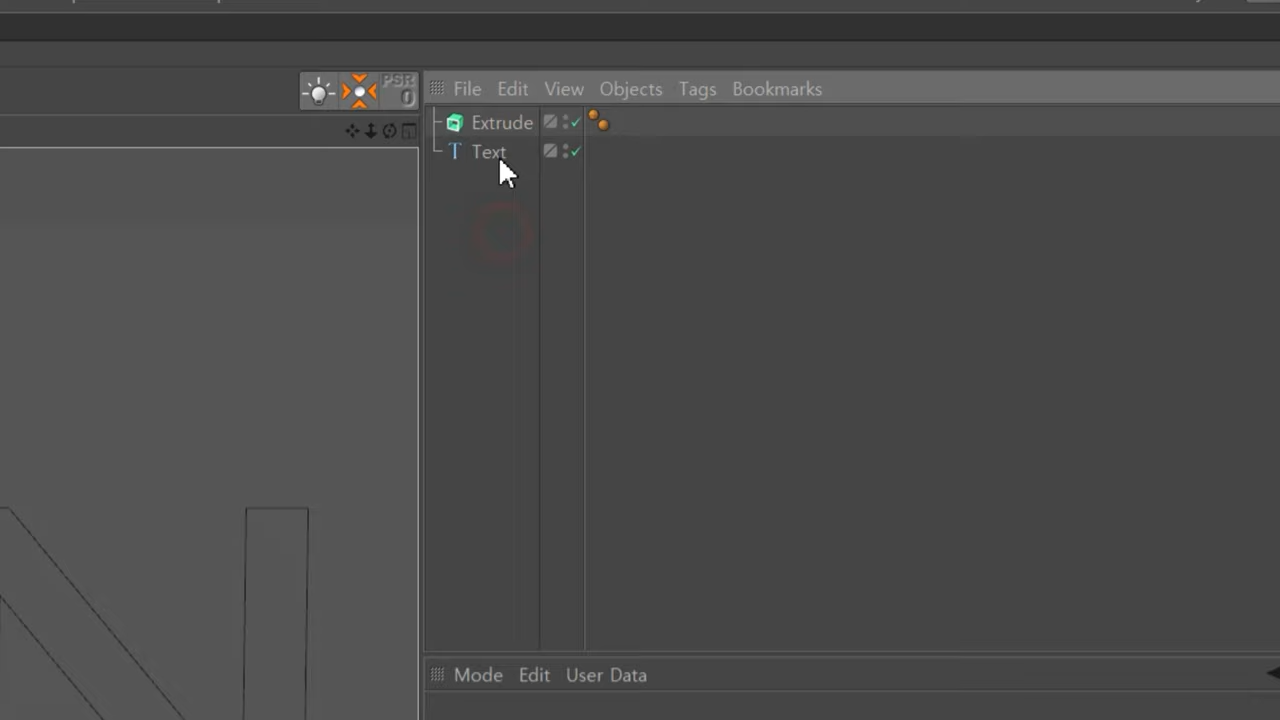 PSR
0
File Edit View Objects Tags Bookmarks
Extrude
Text
Mode Edit User Data